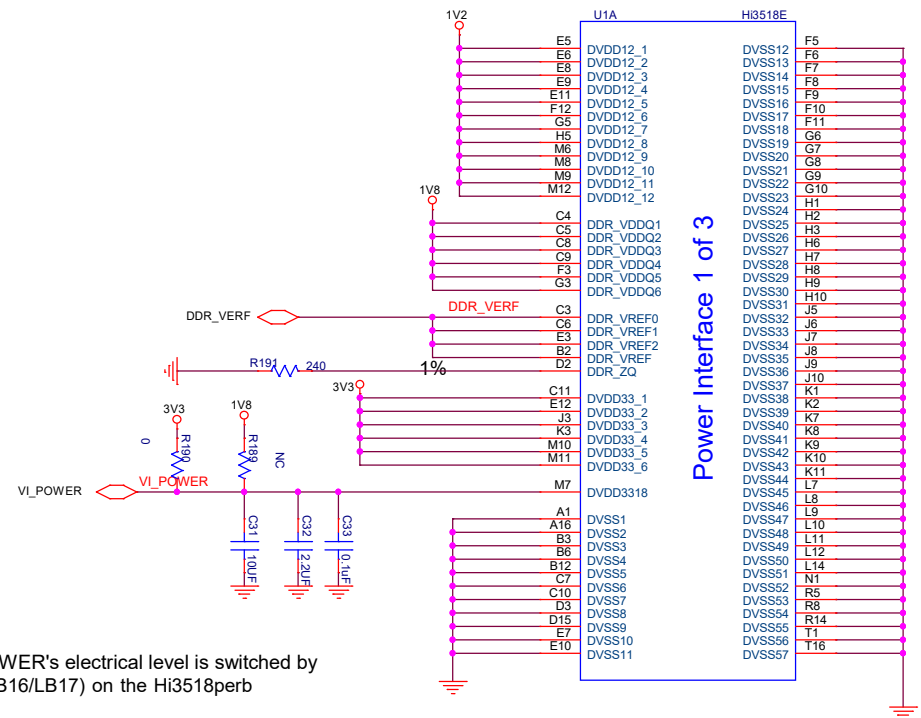 1V2
U1A Hi3518E
E5 DVDD12_1 DVSS12 F5
E6 DVDD12_2 DVSS13 F6
E8 DVDD12_3 DVSS14 F7
E9 DVDD12_4 DVSS15 F8
E11 DVDD12_5 DVSS16 F9
F12 DVDD12_6 DVSS17 F10
G5 DVDD12_7 DVSS18 F11
H5 DVDD12_8 DVSS19 G6
M6 DVDD12_9 DVSS20 G7
M8 DVDD12_10 DVSS21 G8
M9 DVDD12_11 DVSS22 G9
M12 DVDD12_12 DVSS23 G10
1V8
DVSS24 H1
C4 DDR_VDDQ1 DVSS25 H2
C5 DDR_VDDQ2 DVSS26 H3
C8 DDR_VDDQ3 DVSS27 H6
C9 DDR_VDDQ4 DVSS28 H7
F3 DDR_VDDQ5 DVSS29 H8
G3 DDR_VDDQ6 DVSS30 H9
DVSS31 H10
DDR_VERF DDR_VERF C3 DDR_VREF0 DVSS32 J5
C6 DDR_VREF1 DVSS33 J6
E3 DDR_VREF2 DVSS34 J7
B2 DDR_VREF DVSS35 J8
R191 240 1% D2 DDR_ZQ DVSS36 J9
3V3
DVSS37 J10
C11 DVDD33_1 DVSS38 K1
E12 DVDD33_2 DVSS39 K2
J3 DVDD33_3 DVSS40 K7
K3 DVDD33_4 DVSS41 K8
M10 DVDD33_5 DVSS42 K9
M11 DVDD33_6 DVSS43 K10
DVSS44 K11
3V3 1V8
0 R190 R189 NC
VI_POWER VI_POWER M7 DVDD3318 DVSS45 L7
DVSS46 L8
A1 DVSS1 DVSS47 L9
A16 DVSS2 DVSS48 L10
B3 DVSS3 DVSS49 L11
B6 DVSS4 DVSS50 L12
B12 DVSS5 DVSS51 L14
C7 DVSS6 DVSS52 N1
C10 DVSS7 DVSS53 R5
D3 DVSS8 DVSS54 R8
D15 DVSS9 DVSS55 R14
E7 DVSS10 DVSS56 T1
E10 DVSS11 DVSS57 T16
C31 10UF
C32 2.2UF
C33 0.1uF
Power Interface 1 of 3
WER's electrical level is switched by
B16/LB17) on the Hi3518perb